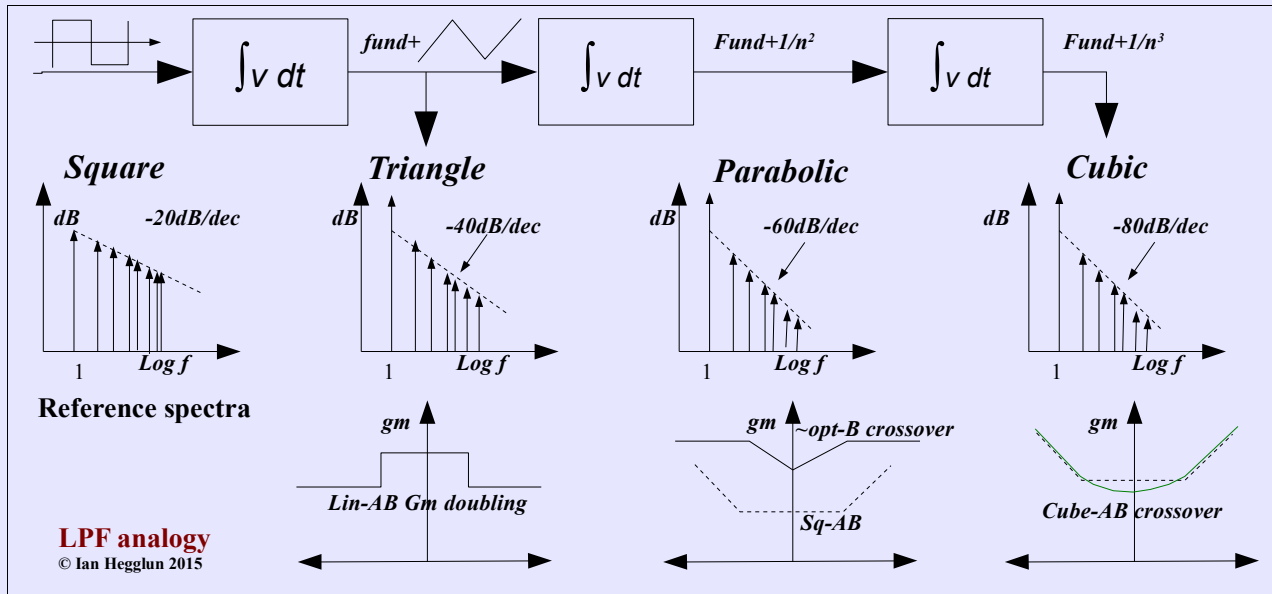 ∫v dt
fund+
∫v dt
Fund+1/n²
∫v dt
Fund+1/n³
Square
Triangle
Parabolic
Cubic
dB
-20dB/dec
dB
-40dB/dec
dB
-60dB/dec
dB
-80dB/dec
1
Log f
1
Log f
1
Log f
1
Log f
Reference spectra
gm
Lin-AB Gm doubling
gm
~opt-B crossover
Sq-AB
gm
Cube-AB crossover
LPF analogy
© Ian Hegglun 2015